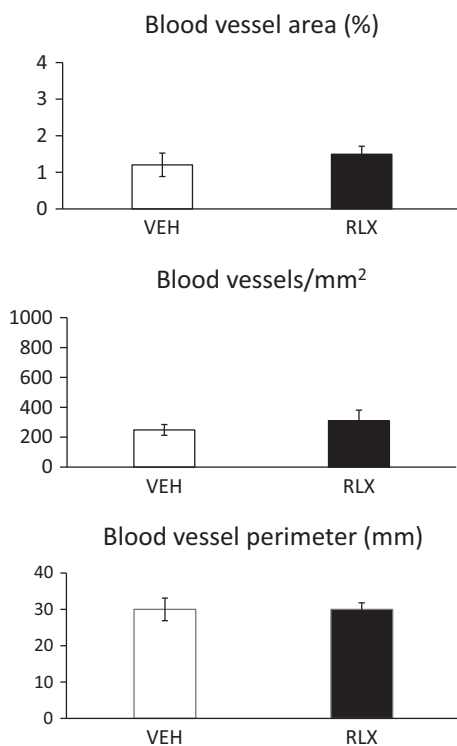 Blood vessel area (%)
4
3
2
1
0
VEH RLX
Blood vessels/mm²
1000
800
600
400
200
0
VEH RLX
Blood vessel perimeter (mm)
40
30
20
10
0
VEH RLX